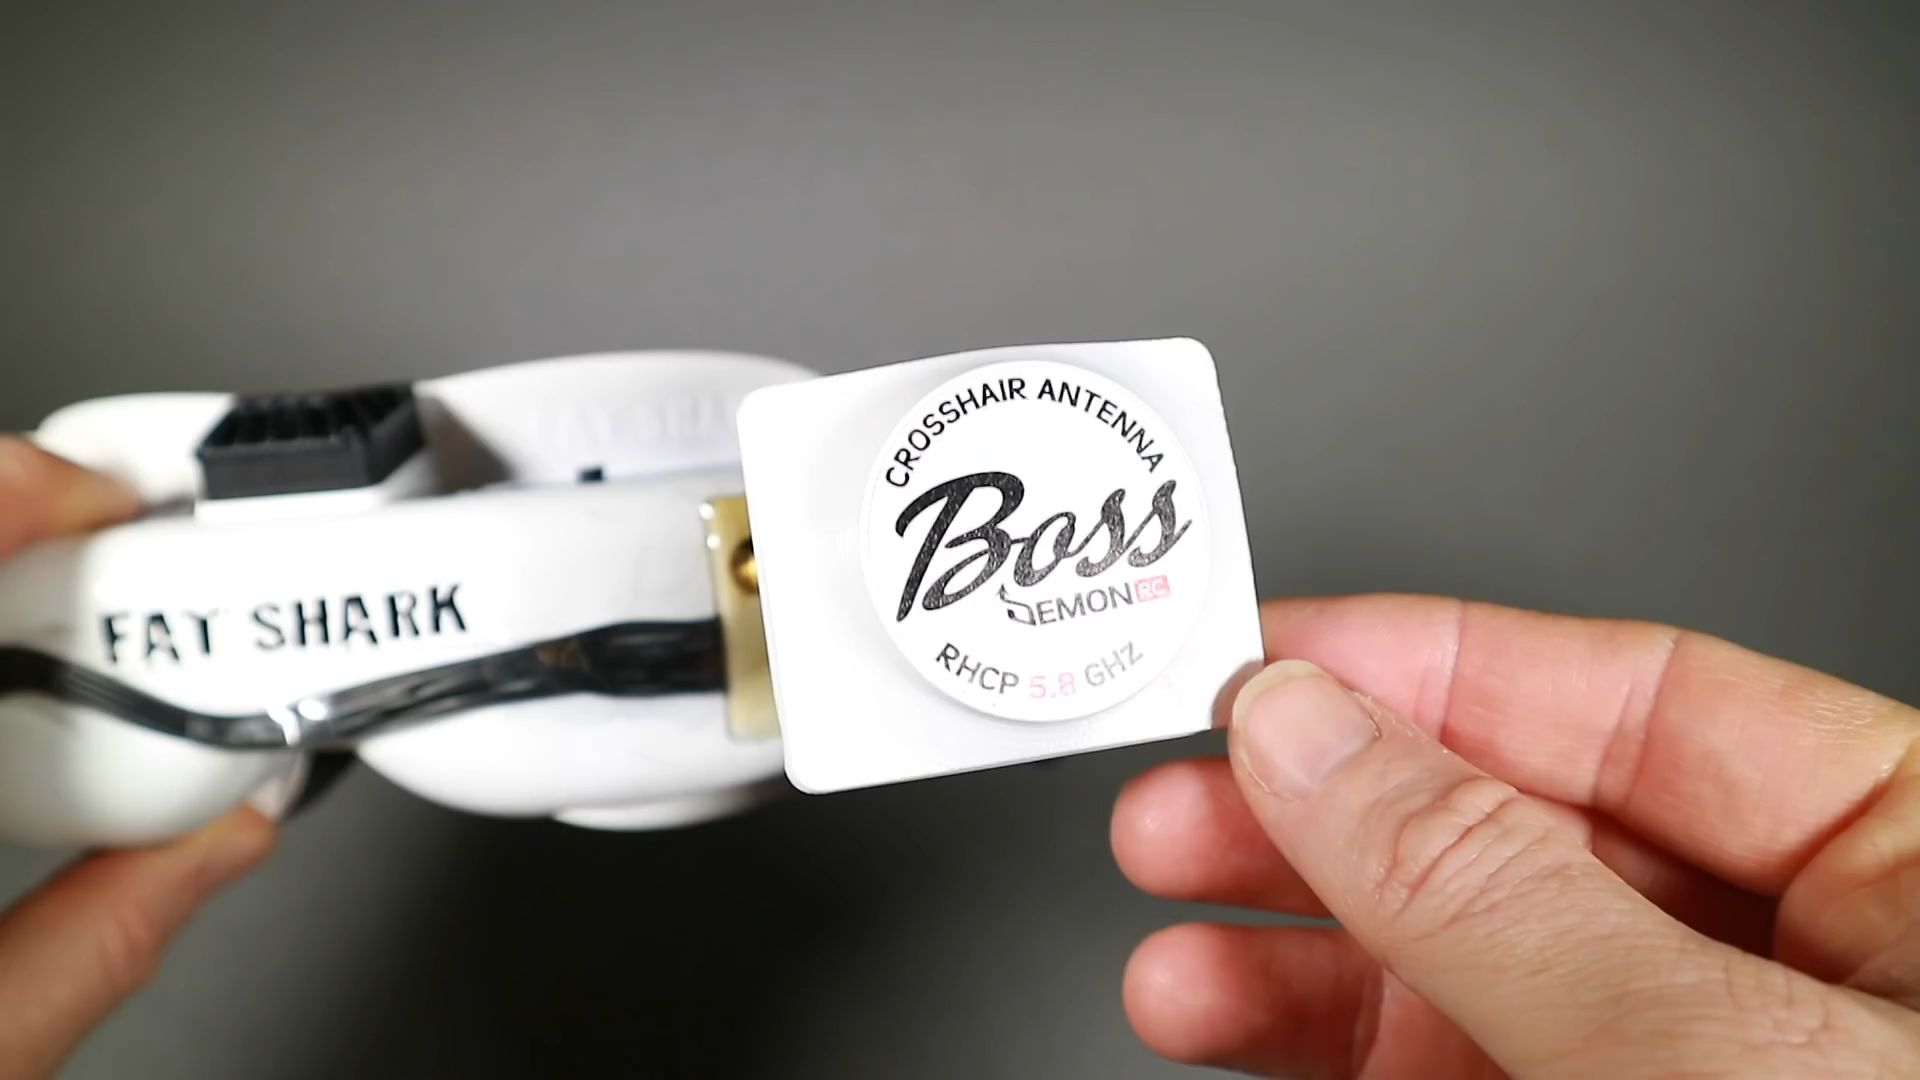 FAT SHARK
CROSSHAIR ANTENNA
Boss
DEMON RC
RHCP 5.8 GHZ